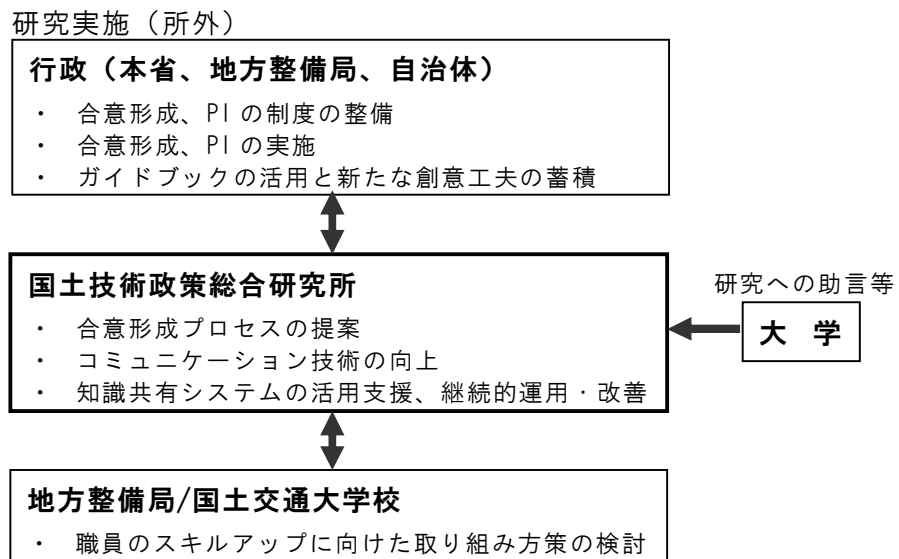 研究実施（所外）
行政（本省、地方整備局、自治体）
・ 合意形成、PIの制度の整備
・ 合意形成、PIの実施
・ ガイドブックの活用と新たな創意工夫の蓄積
国土技術政策総合研究所
・ 合意形成プロセスの提案
・ コミュニケーション技術の向上
・ 知識共有システムの活用支援、継続的運用・改善
研究への助言等
大 学
地方整備局/国土交通大学校
・ 職員のスキルアップに向けた取り組み方策の検討